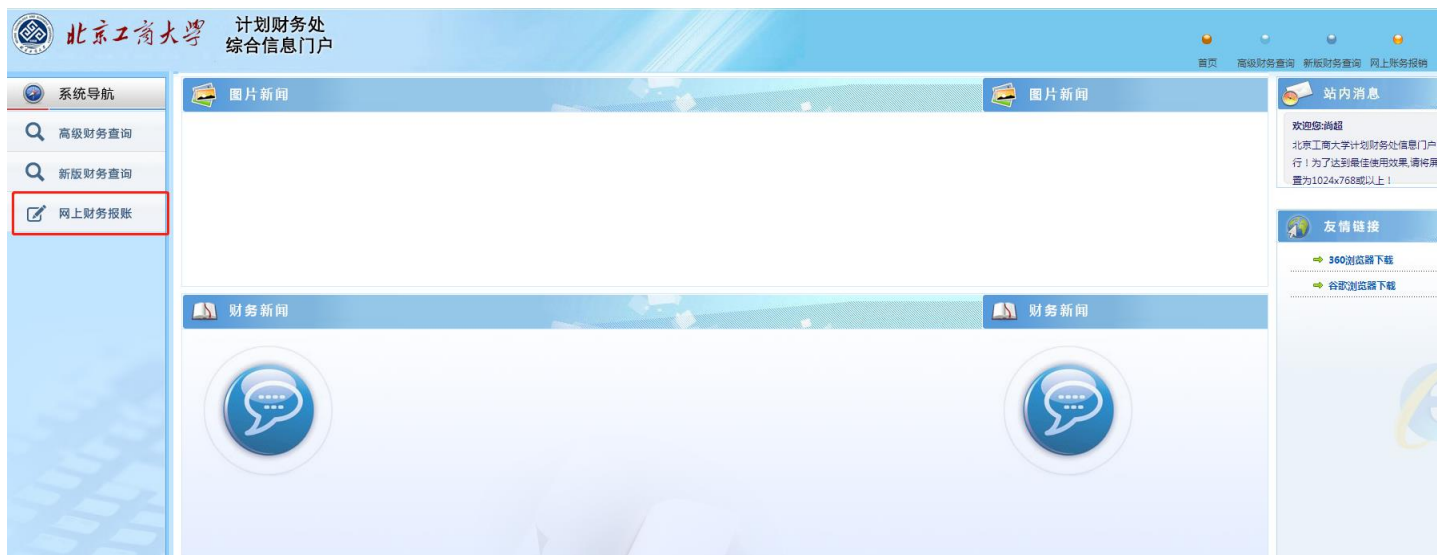 北京工商大学
计划财务处
综合信息门户
首页 高级财务查询 新版财务查询 网上账务报销
系统导航
高级财务查询
新版财务查询
网上财务报账
图片新闻 图片新闻
财务新闻 财务新闻
站内消息
欢迎您:尚超
北京工商大学计划财务处信息门户
行！为了达到最佳使用效果,请将屏
置为1024x768或以上！
友情链接
360浏览器下载
谷歌浏览器下载